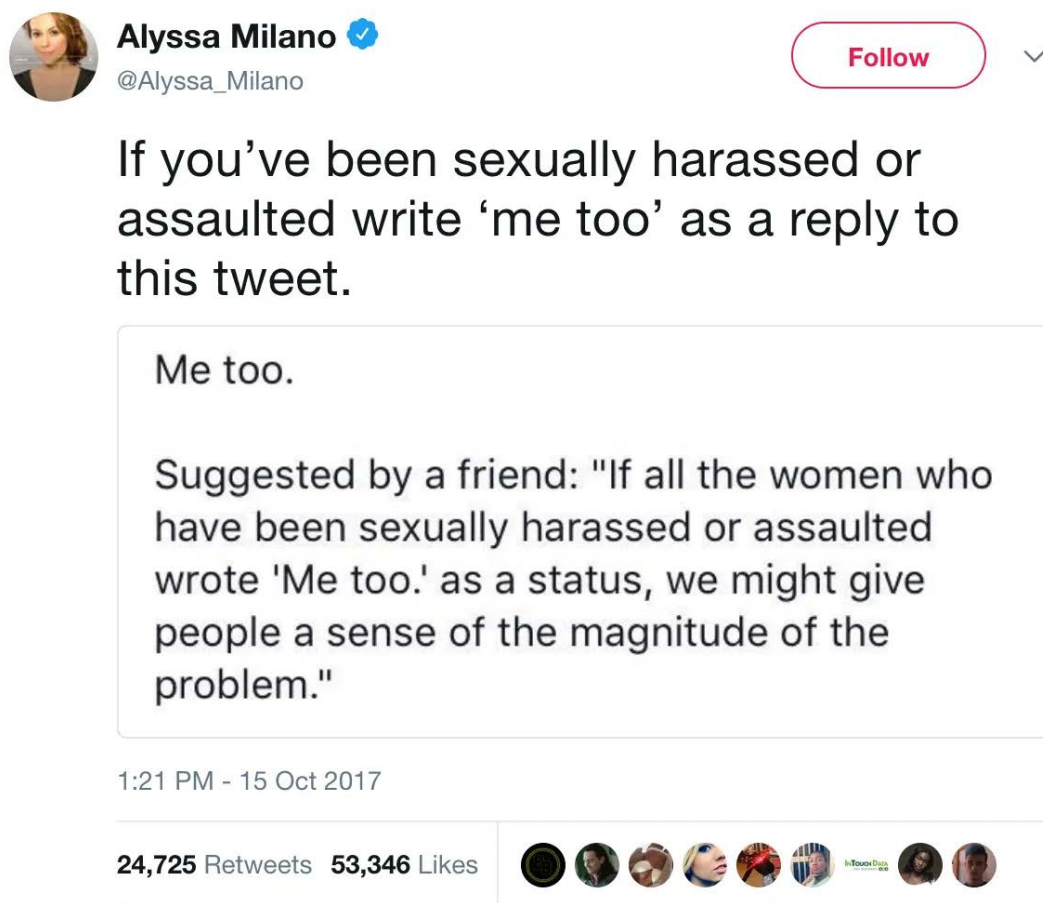 Alyssa Milano
@Alyssa_Milano
Follow
If you’ve been sexually harassed or
assaulted write ‘me too’ as a reply to
this tweet.
Me too.
Suggested by a friend: "If all the women who
have been sexually harassed or assaulted
wrote 'Me too.' as a status, we might give
people a sense of the magnitude of the
problem."
1:21 PM - 15 Oct 2017
24,725 Retweets 53,346 Likes
InTouch Data